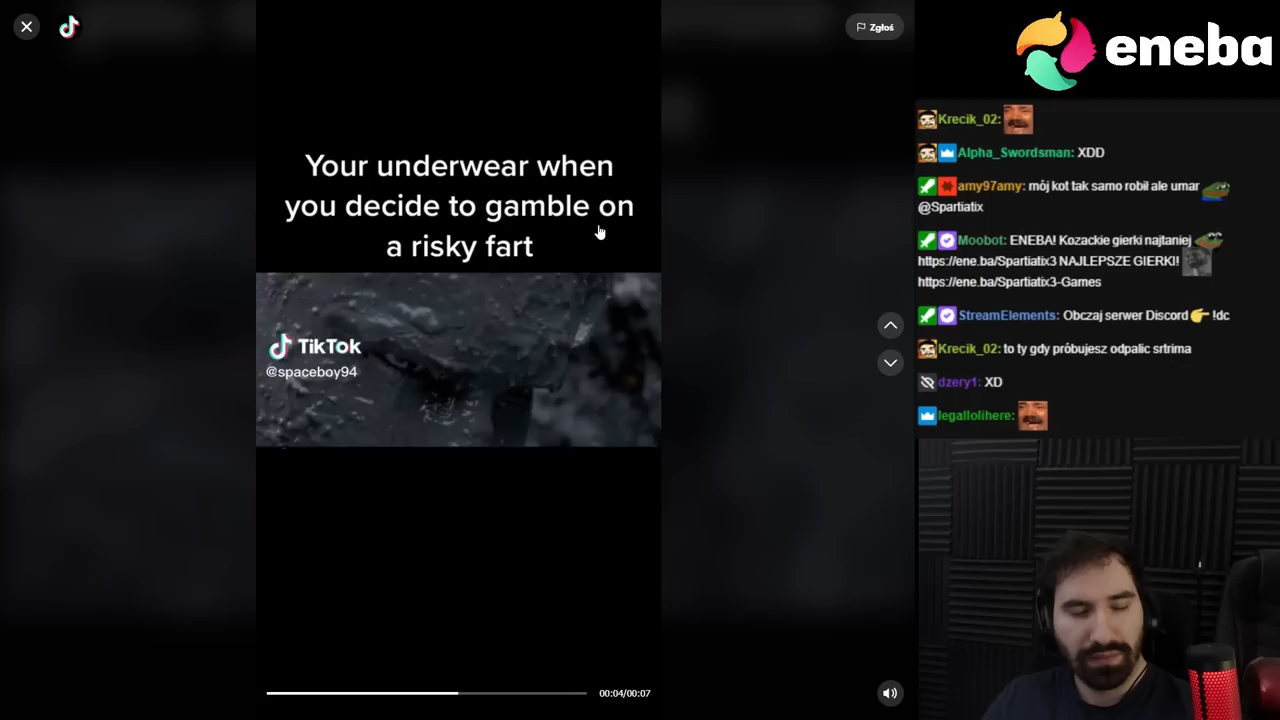 Zgłoś
eneba
Your underwear when
you decide to gamble on
a risky fart
TikTok
@spaceboy94
00:04/00:07
Krecik_02:
Alpha_Swordsman: XDD
amy97amy: mój kot tak samo robil ale umar
@Spartiatix
Moobot: ENEBA! Kozackie gierki najtaniej
https://ene.ba/Spartiatix3 NAJLEPSZE GIERKI!
https://ene.ba/Spartiatix3-Games
StreamElements: Obczaj serwer Discord 👉 !dc
Krecik_02: to ty gdy próbujesz odpalic srtrima
dzery1: XD
legallolihere: